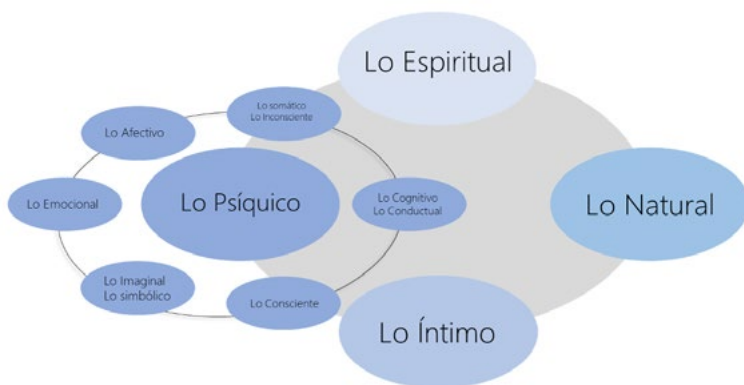 Lo Espiritual
Lo somático
Lo Inconsciente
Lo Afectivo
Lo Psíquico
Lo Cognitivo
Lo Conductual
Lo Natural
Lo Emocional
Lo Imaginal
Lo simbólico
Lo Consciente
Lo Íntimo